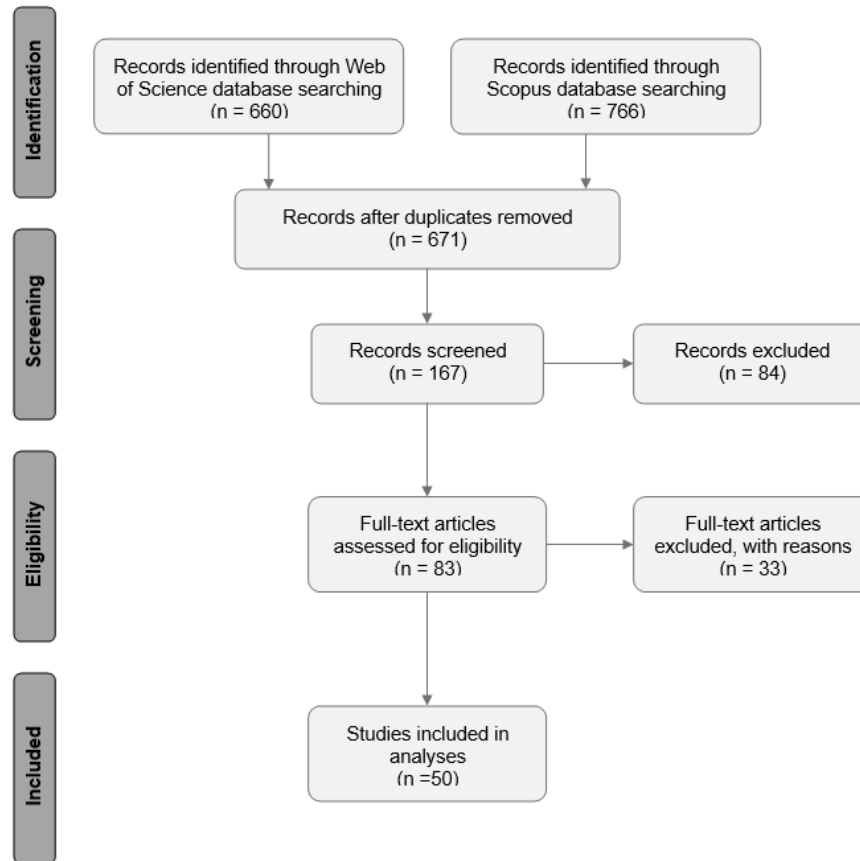 Identification
Records identified through Web
of Science database searching
(n = 660)
Records identified through
Scopus database searching
(n = 766)
Records after duplicates removed
(n = 671)
Screening
Records screened
(n = 167)
Records excluded
(n = 84)
Eligibility
Full-text articles
assessed for eligibility
(n = 83)
Full-text articles
excluded, with reasons
(n = 33)
Included
Studies included in
analyses
(n =50)